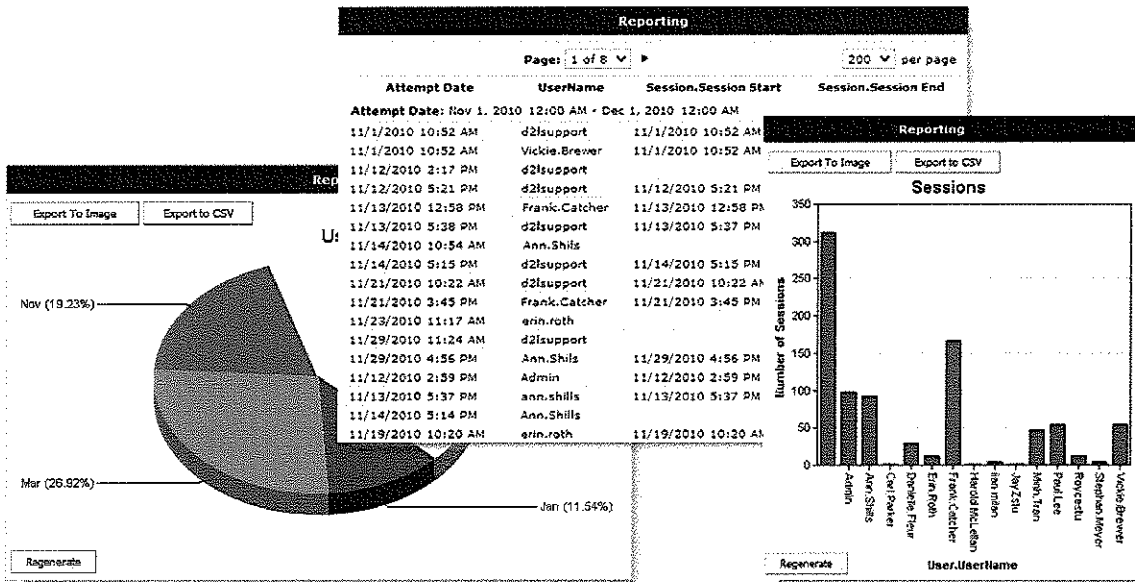 Reporting
Page: 1 of 8
200 per page
Attempt Date UserName Session.Session Start Session.Session End
Attempt Date: Nov 1, 2010 12:00 AM - Dec 1, 2010 12:00 AM
11/1/2010 10:52 AM d2lsupport 11/1/2010 10:52 AM
11/1/2010 10:52 AM Vickie.Brewer 11/1/2010 10:52 AM
11/12/2010 2:17 PM d2lsupport
11/12/2010 5:21 PM d2lsupport 11/12/2010 5:21 PM
11/13/2010 12:58 PM Frank.Catcher 11/13/2010 12:58 PM
11/13/2010 5:38 PM d2lsupport 11/13/2010 5:37 PM
11/14/2010 10:54 AM Ann.Shils
11/14/2010 5:15 PM d2lsupport 11/14/2010 5:15 PM
11/21/2010 10:22 AM d2lsupport 11/21/2010 10:22 AM
11/21/2010 3:45 PM Frank.Catcher 11/21/2010 3:45 PM
11/23/2010 11:17 AM erin.roth
11/29/2010 11:24 AM d2lsupport
11/29/2010 4:56 PM Ann.Shils 11/29/2010 4:56 PM
11/12/2010 2:59 PM Admin 11/12/2010 2:59 PM
11/13/2010 5:37 PM ann.shills 11/13/2010 5:37 PM
11/14/2010 5:14 PM Ann.Shills
11/19/2010 10:20 AM erin.roth 11/19/2010 10:20 AM
Rep
Export To Image Export to CSV
Us
Nov (19.23%)
Mar (26.92%)
Jan (11.54%)
Regenerate
Reporting
Export To Image Export to CSV
Sessions
Number of Sessions
350
300
250
200
150
100
50
0
Admin
Ann.Shills
Carl.Parker
Danielle.Fleur
Erin.Roth
Frank.Catcher
Harold.McLellan
JayZstu
Paul.Lee
Roycestu
Stephan.Meyer
Vickie.Brewer
User.UserName
Regenerate